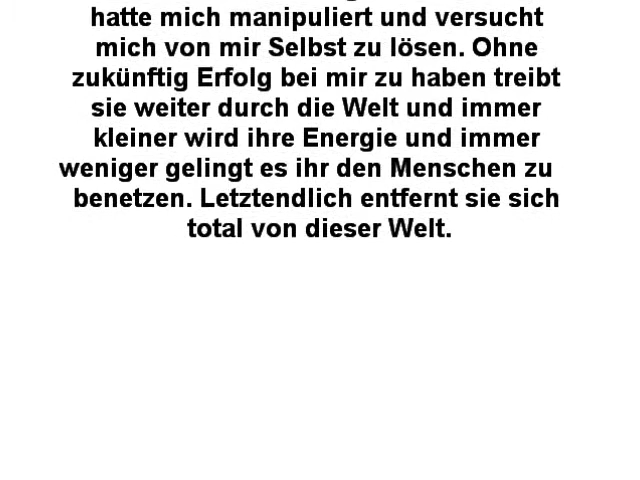 hatte mich manipuliert und versucht
mich von mir Selbst zu lösen. Ohne
zukünftig Erfolg bei mir zu haben treibt
sie weiter durch die Welt und immer
kleiner wird ihre Energie und immer
weniger gelingt es ihr den Menschen zu
benetzen. Letztendlich entfernt sie sich
total von dieser Welt.